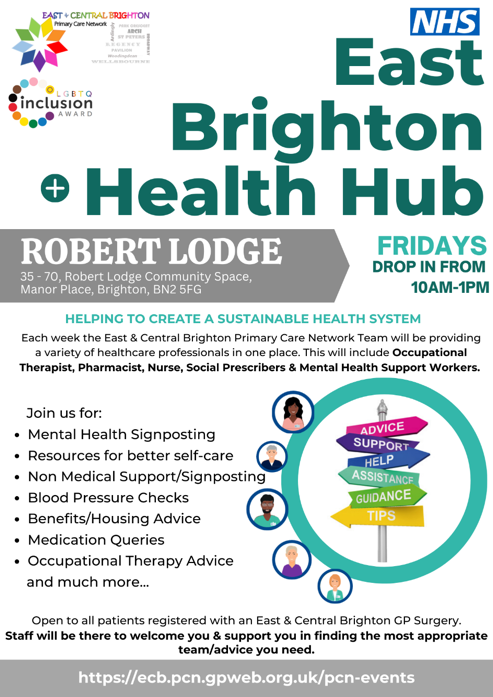 EAST + CENTRAL BRIGHTON
Primary Care Network
ARCH
ST PETERS
PAVILION
WELLSBOURNE
LGBTQ
inclusion
AWARD
NHS
East
Brighton
+ Health Hub
ROBERT LODGE
35 - 70, Robert Lodge Community Space,
Manor Place, Brighton, BN2 5FG
FRIDAYS
DROP IN FROM
10AM-1PM
HELPING TO CREATE A SUSTAINABLE HEALTH SYSTEM
Each week the East & Central Brighton Primary Care Network Team will be providing
a variety of healthcare professionals in one place. This will include Occupational
Therapist, Pharmacist, Nurse, Social Prescribers & Mental Health Support Workers.
Join us for:
• Mental Health Signposting
• Resources for better self-care
• Non Medical Support/Signposting
• Blood Pressure Checks
• Benefits/Housing Advice
• Medication Queries
• Occupational Therapy Advice
and much more...
ADVICE
SUPPORT
HELP
ASSISTANCE
GUIDANCE
TIPS
Open to all patients registered with an East & Central Brighton GP Surgery.
Staff will be there to welcome you & support you in finding the most appropriate
team/advice you need.
https://ecb.pcn.gpweb.org.uk/pcn-events